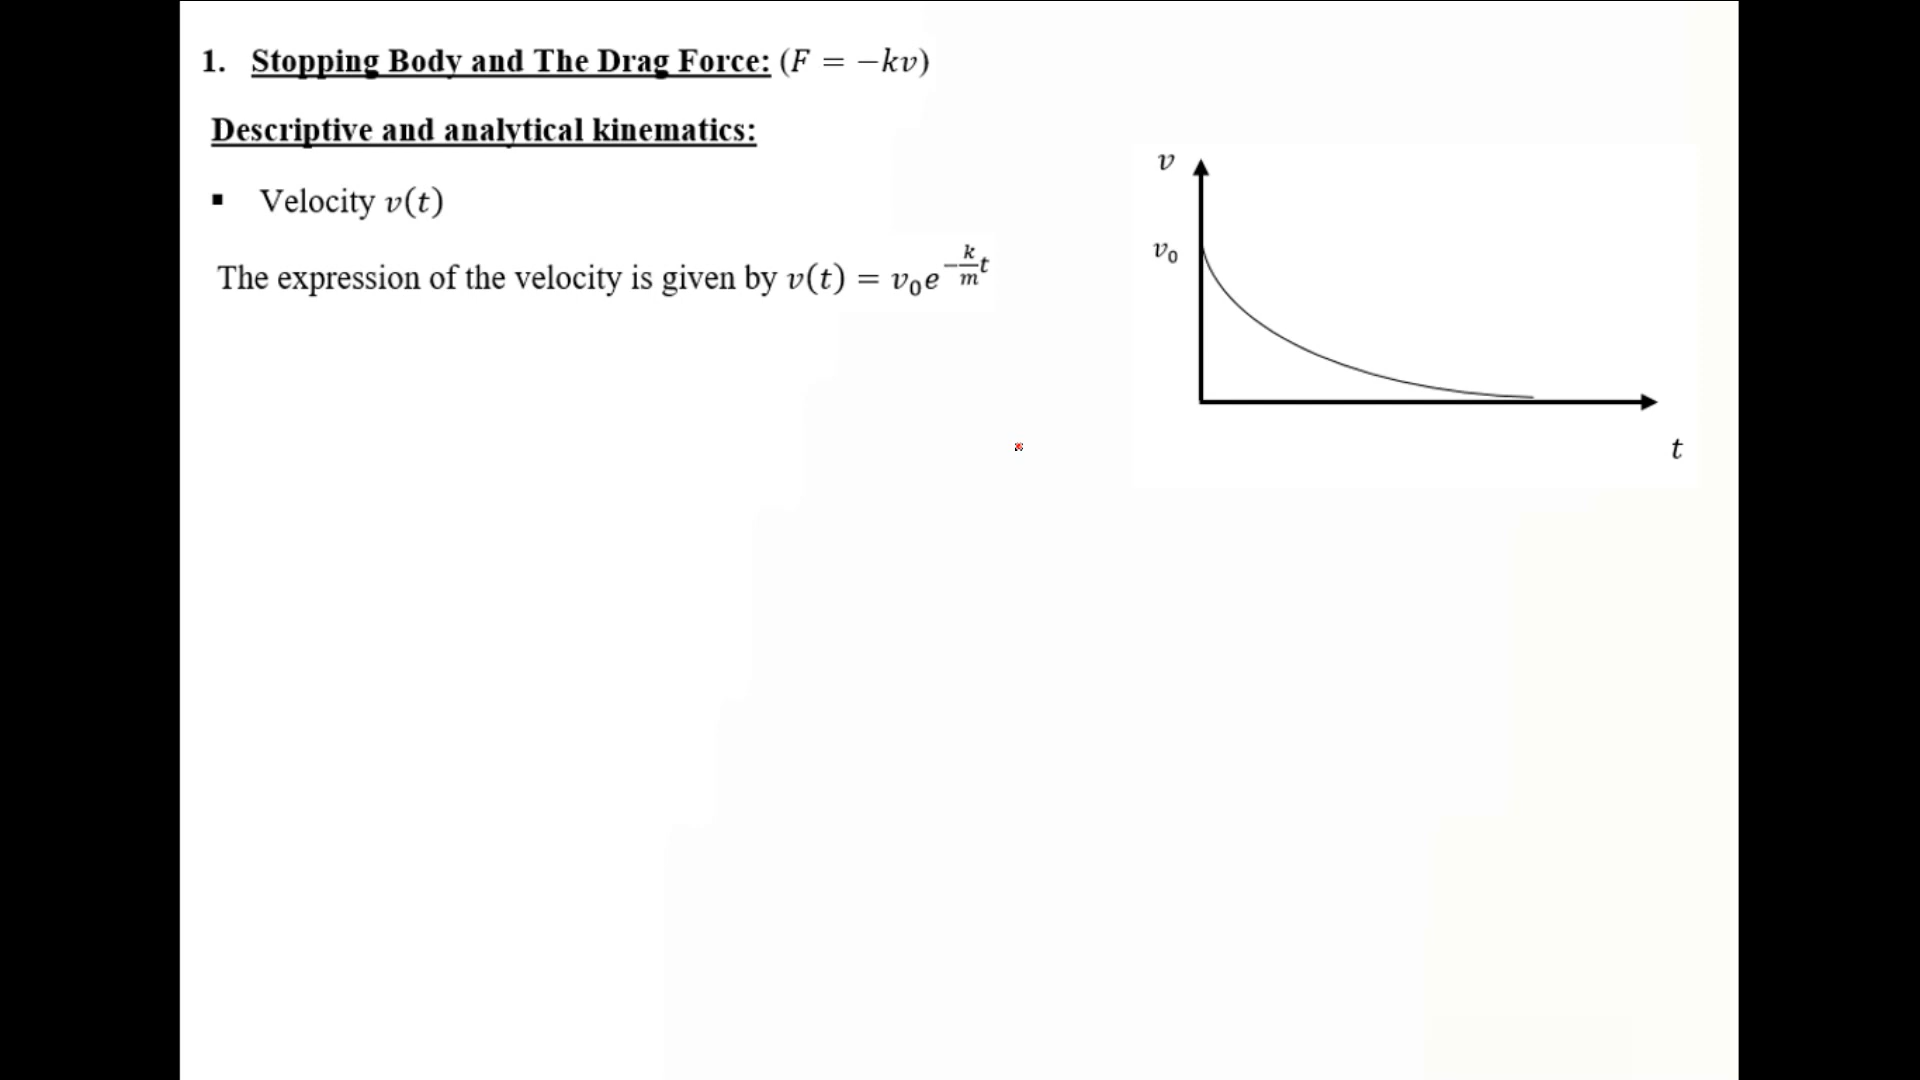 1. Stopping Body and The Drag Force: (F = −kv)
Descriptive and analytical kinematics:
▪ Velocity v(t)
The expression of the velocity is given by v(t) = v₀e^{−\frac{k}{m}t}
v
v₀
t